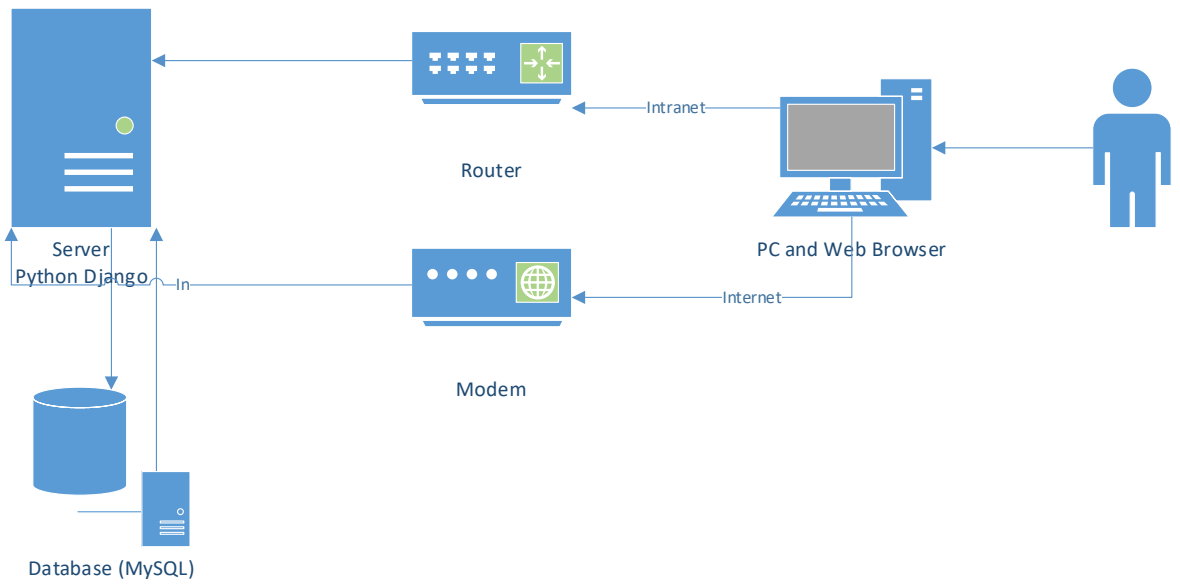 Intranet
Router
Server
Python Django
PC and Web Browser
In
Internet
Modem
Database (MySQL)